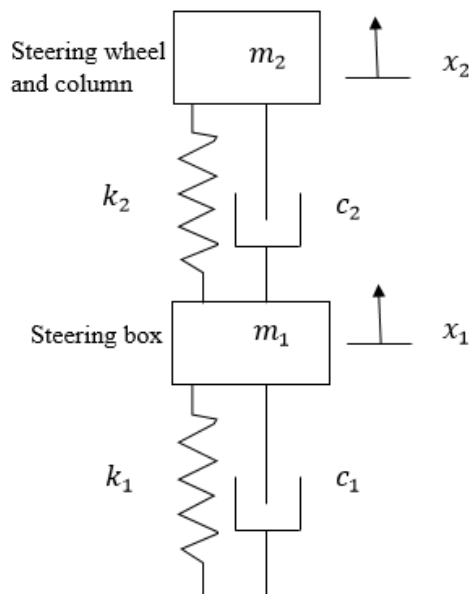 Steering wheel
and column
m₂
x₂
k₂
c₂
Steering box
m₁
x₁
k₁
c₁